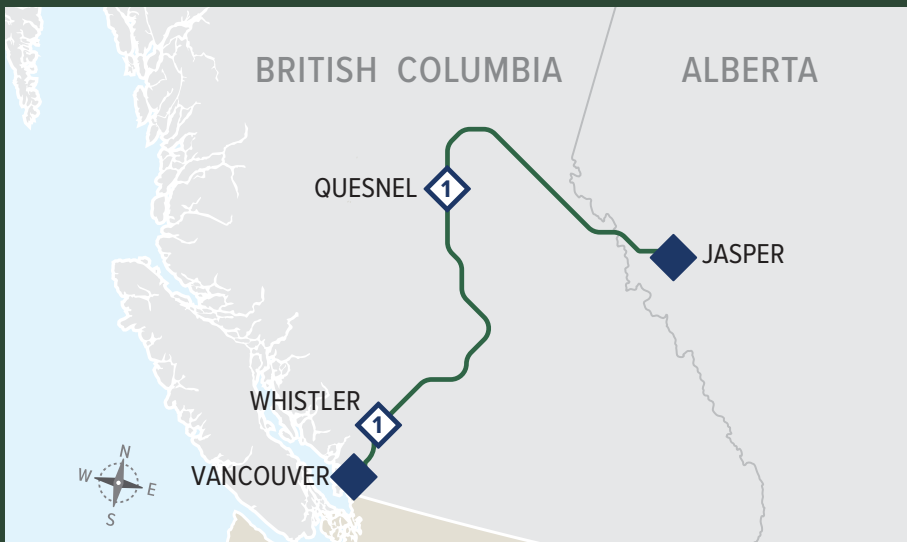 BRITISH COLUMBIA
ALBERTA
QUESNEL
1
JASPER
WHISTLER
1
VANCOUVER
N
W
E
S